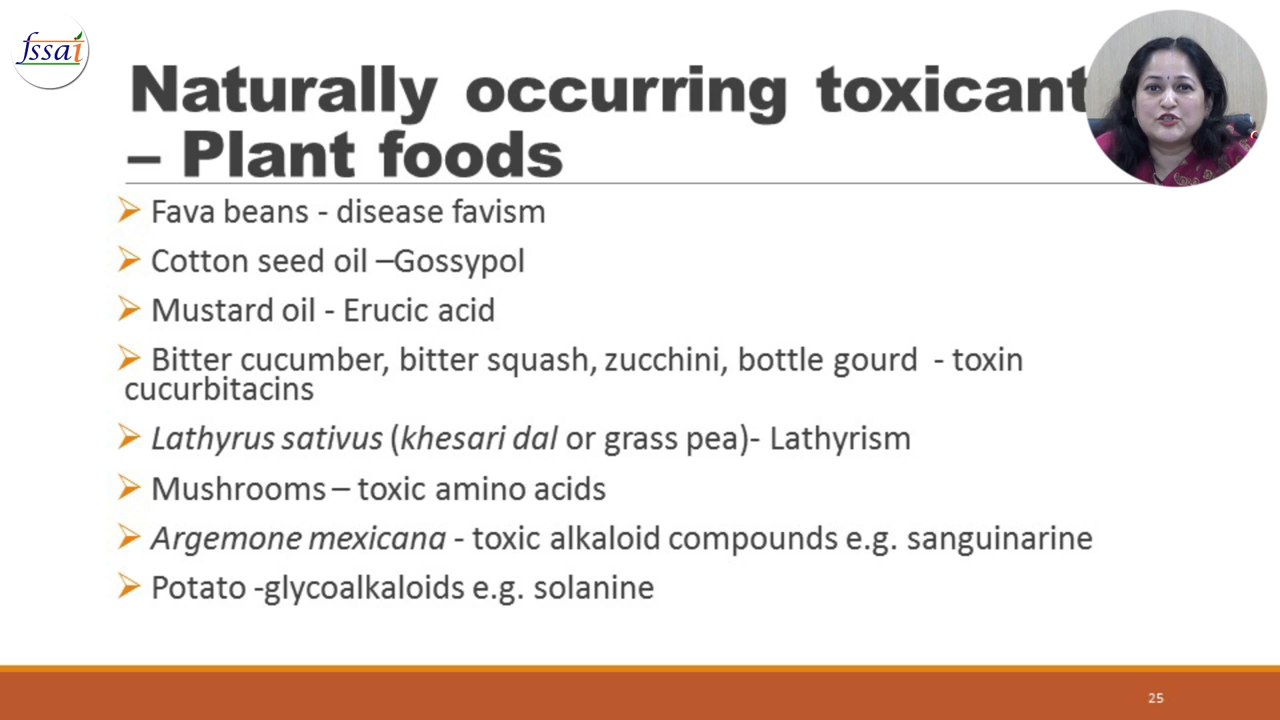 fssai
Naturally occurring toxicant
– Plant foods
Fava beans - disease favism
Cotton seed oil –Gossypol
Mustard oil - Erucic acid
Bitter cucumber, bitter squash, zucchini, bottle gourd - toxin
cucurbitacins
Lathyrus sativus (khesari dal or grass pea)- Lathyrism
Mushrooms – toxic amino acids
Argemone mexicana - toxic alkaloid compounds e.g. sanguinarine
Potato -glycoalkaloids e.g. solanine
25